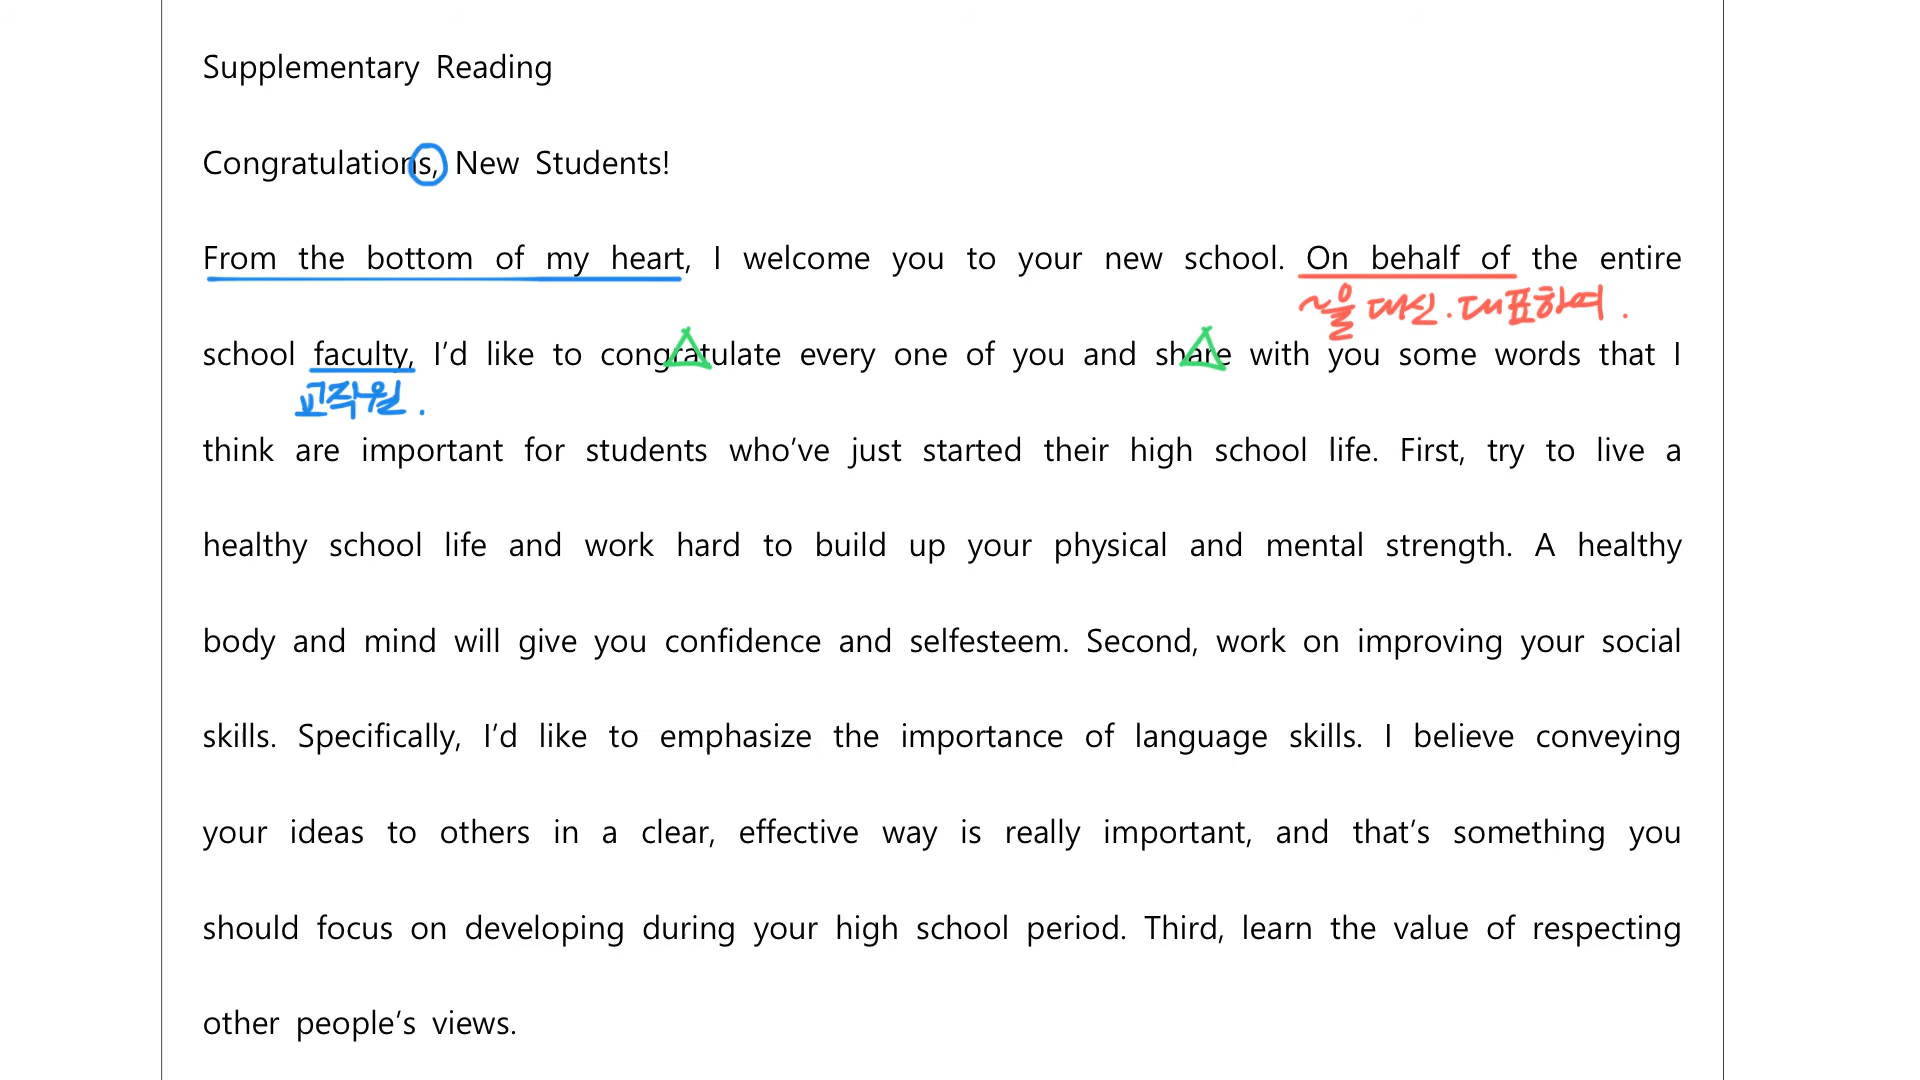 Supplementary Reading
Congratulations, New Students!
From the bottom of my heart, I welcome you to your new school. On behalf of the entire
~을 대신. 대표하여.
school faculty, I’d like to congratulate every one of you and share with you some words that I
교직원.
think are important for students who’ve just started their high school life. First, try to live a
healthy school life and work hard to build up your physical and mental strength. A healthy
body and mind will give you confidence and selfesteem. Second, work on improving your social
skills. Specifically, I’d like to emphasize the importance of language skills. I believe conveying
your ideas to others in a clear, effective way is really important, and that’s something you
should focus on developing during your high school period. Third, learn the value of respecting
other people’s views.